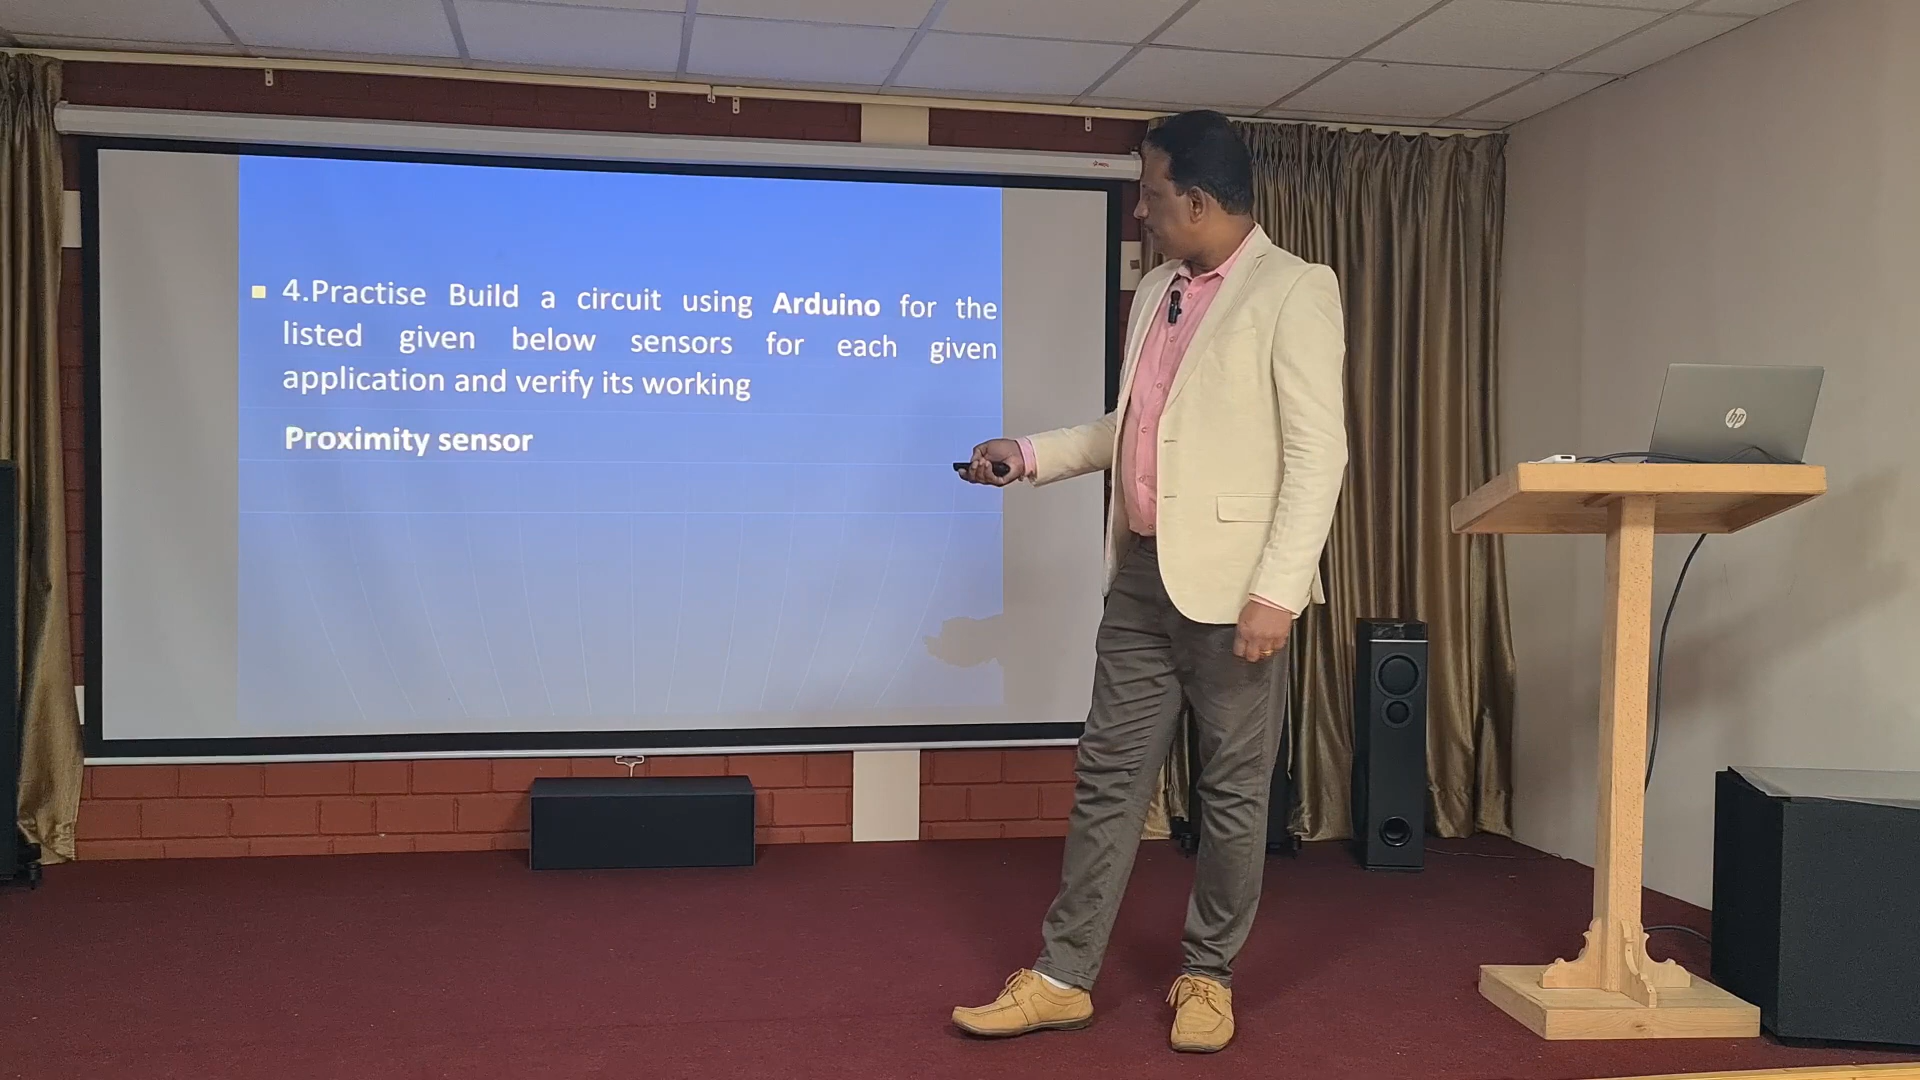 4.Practise Build a circuit using Arduino for the
listed given below sensors for each given
application and verify its working
Proximity sensor
hp